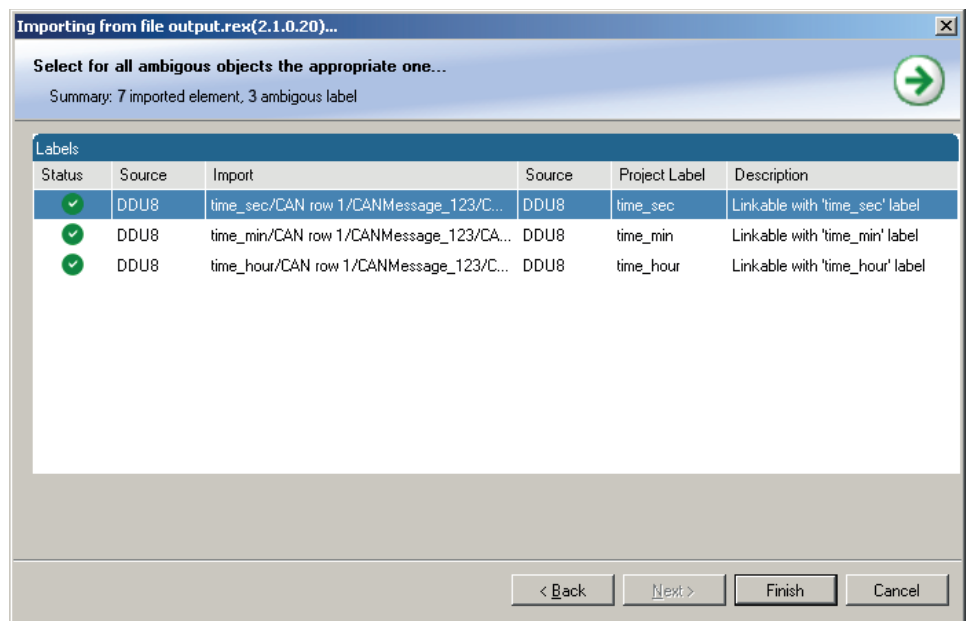 Importing from file output.rex(2.1.0.20)...
Select for all ambigous objects the appropriate one...
Summary: 7 imported element, 3 ambigous label
Labels
Status Source Import Source Project Label Description
DDU8 time_sec/CAN row 1/CANMessage_123/C... DDU8 time_sec Linkable with 'time_sec' label
DDU8 time_min/CAN row 1/CANMessage_123/CA... DDU8 time_min Linkable with 'time_min' label
DDU8 time_hour/CAN row 1/CANMessage_123/C... DDU8 time_hour Linkable with 'time_hour' label
< Back Next > Finish Cancel